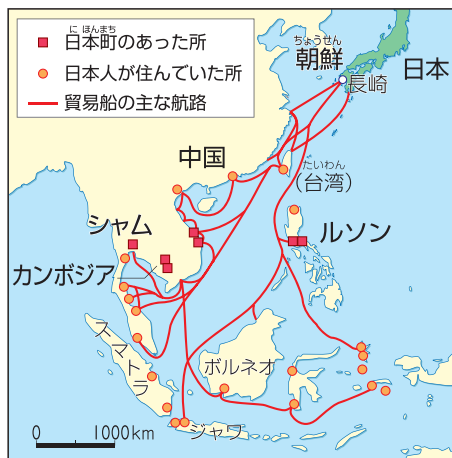 にほんまち
日本町のあった所
日本人が住んでいた所
貿易船の主な航路
ちょうせん
朝鮮
日本
長崎
中国
たいわん
(台湾)
シャム
ルソン
カンボジア
スマトラ
ボルネオ
ジャワ
0 1000km